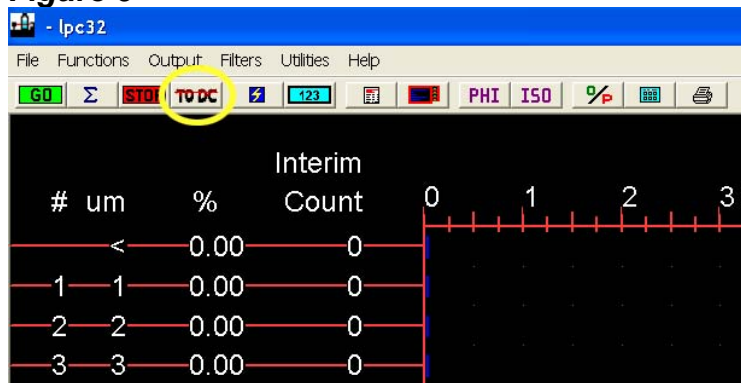 - lpc32
File Functions Output Filters Utilities Help
GO Σ STOP TO DC 123 PHI ISO %P
Interim
# um % Count 0 1 2 3
< 0.00 0
1 1 0.00 0
2 2 0.00 0
3 3 0.00 0